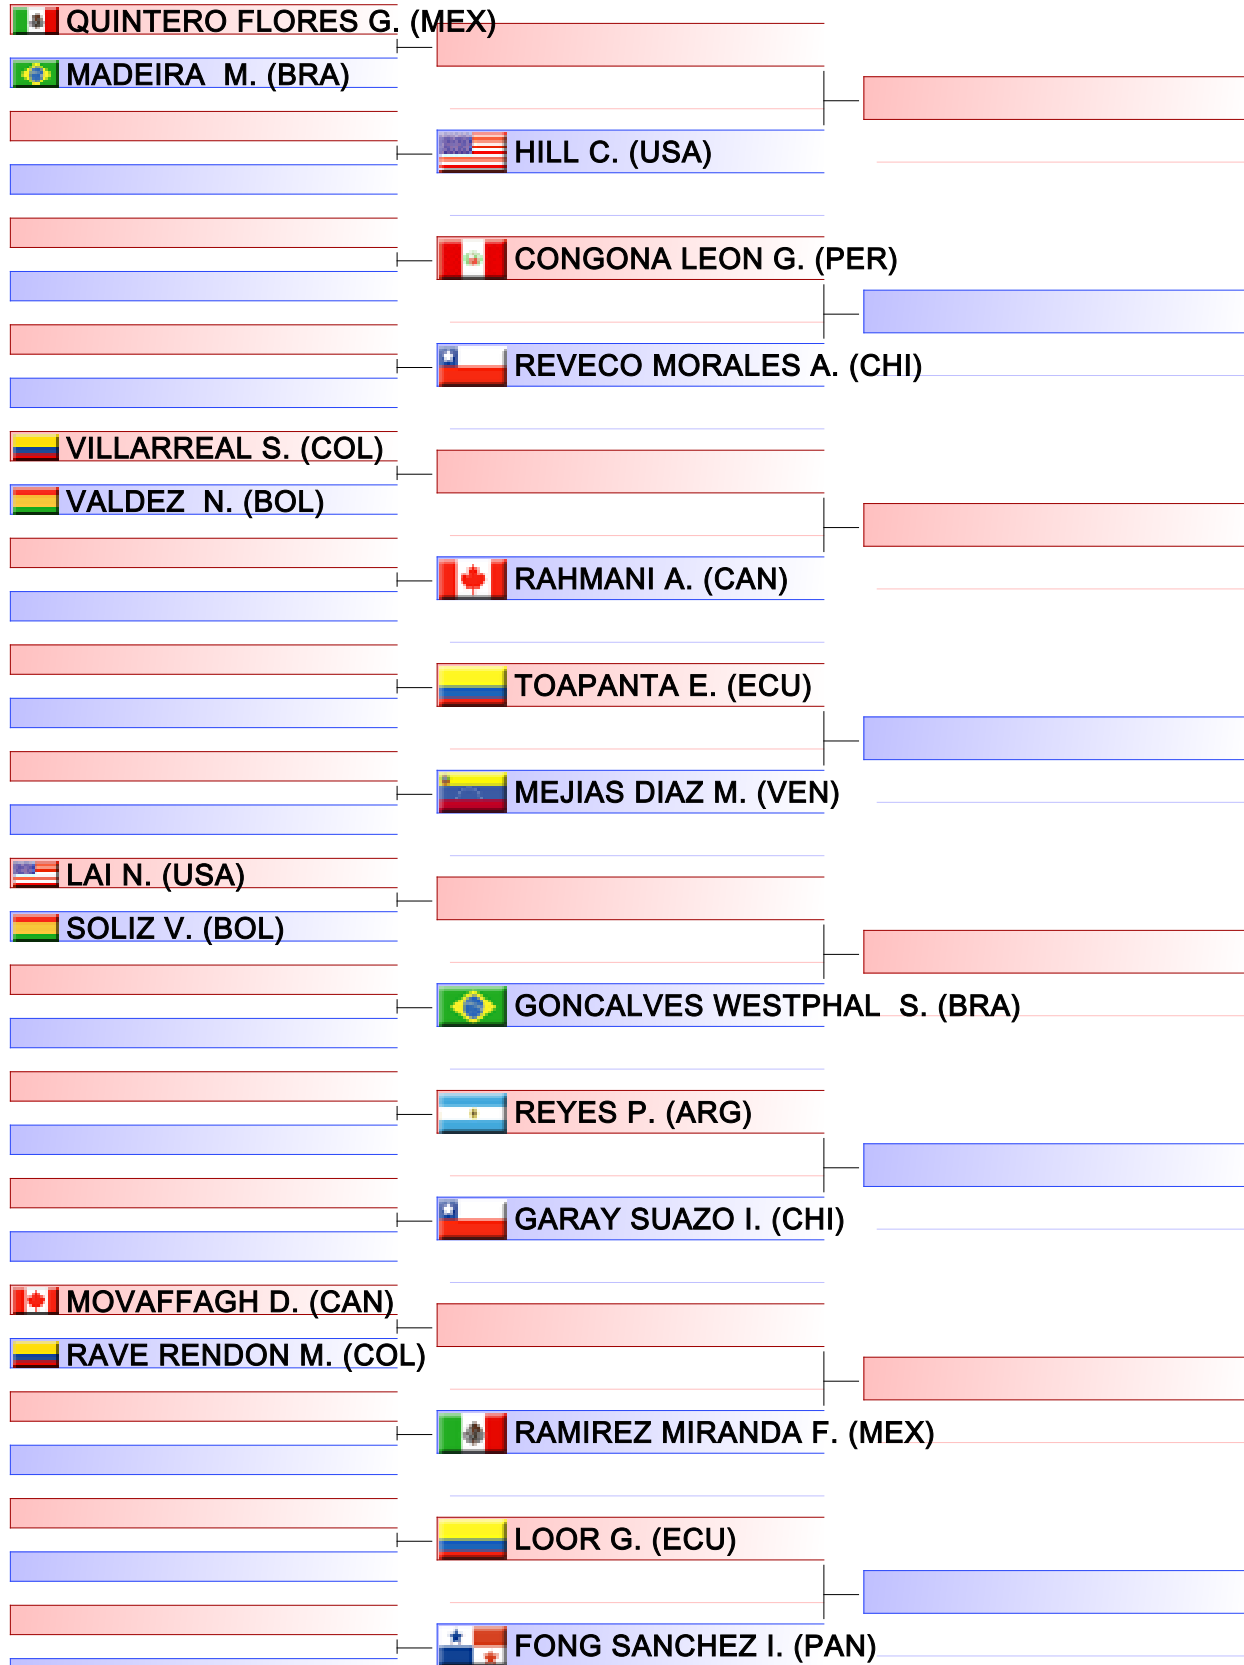 QUINTERO FLORES G. (MEX)
MADEIRA  M. (BRA)
HILL C. (USA)
CONGONA LEON G. (PER)
REVECO MORALES A. (CHI)
VILLARREAL S. (COL)
VALDEZ  N. (BOL)
RAHMANI A. (CAN)
TOAPANTA E. (ECU)
MEJIAS DIAZ M. (VEN)
LAI N. (USA)
SOLIZ V. (BOL)
GONCALVES WESTPHAL  S. (BRA)
REYES P. (ARG)
GARAY SUAZO I. (CHI)
MOVAFFAGH D. (CAN)
RAVE RENDON M. (COL)
RAMIREZ MIRANDA F. (MEX)
LOOR G. (ECU)
FONG SANCHEZ I. (PAN)